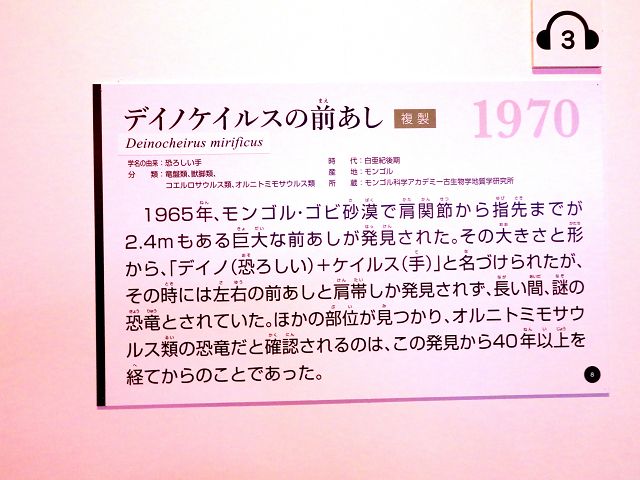 3
デイノケイルスの前あし 複製 1970
Deinocheirus mirificus
学名の由来:恐ろしい手
分 類:竜盤類、獣脚類、
コエルロサウルス類、オルニトミモサウルス類
時 代:白亜紀後期
産 地:モンゴル
所 蔵:モンゴル科学アカデミー古生物学地質学研究所
1965年、モンゴル・ゴビ砂漠で肩関節から指先までが
2.4mもある巨大な前あしが発見された。その大きさと形
から、「デイノ(恐ろしい)+ケイルス(手)」と名づけられたが、
その時には左右の前あしと肩帯しか発見されず、長い間、謎の
恐竜とされていた。ほかの部位が見つかり、オルニトミモサウ
ルス類の恐竜だと確認されるのは、この発見から40年以上を
経てからのことであった。
8